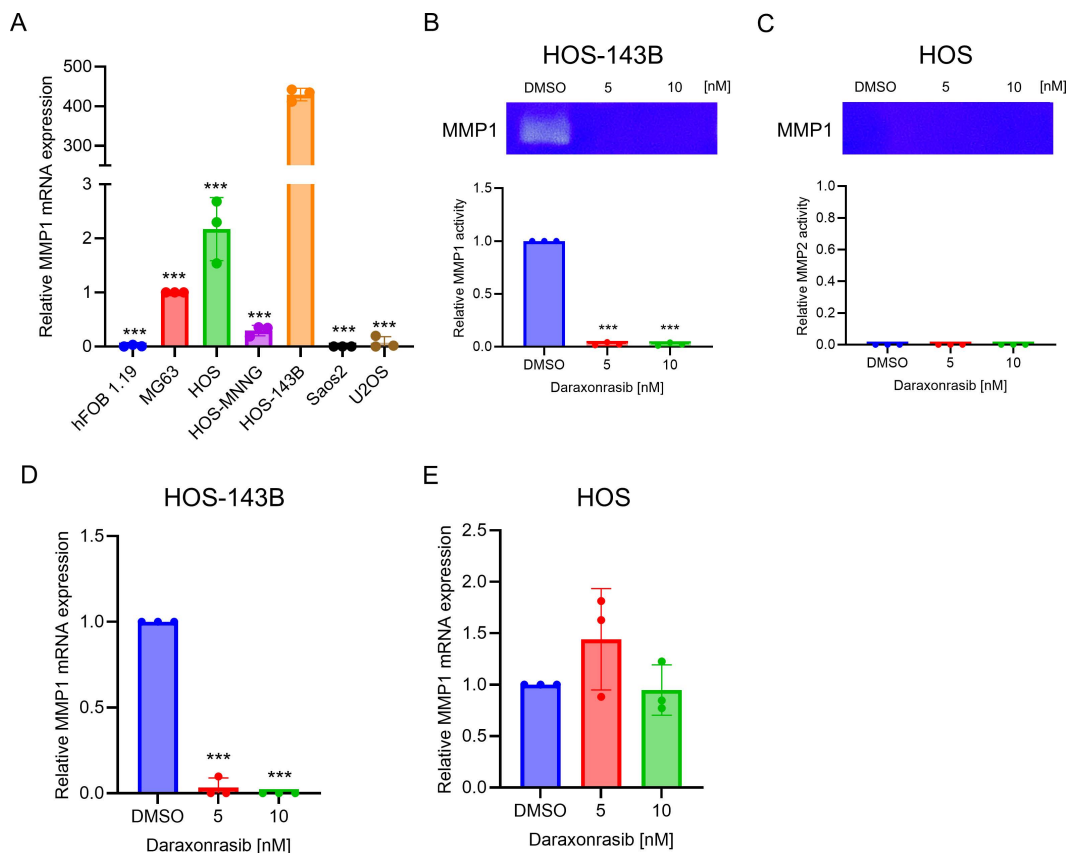 A
Relative MMP1 mRNA expression
500
400
300
3
2
1
0
***
***
***
***
***
***
hFOB 1.19
MG63
HOS
HOS-MNNG
HOS-143B
Saos2
U2OS
B
HOS-143B
DMSO 5 10 [nM]
MMP1
Relative MMP1 activity
1.5
1.0
0.5
0.0
*** ***
DMSO 5 10
Daraxonrasib [nM]
C
HOS
DMSO 5 10 [nM]
MMP1
Relative MMP2 activity
1.0
0.8
0.6
0.4
0.2
0.0
DMSO 5 10
Daraxonrasib [nM]
D
HOS-143B
Relative MMP1 mRNA expression
1.5
1.0
0.5
0.0
***
***
DMSO 5 10
Daraxonrasib [nM]
E
HOS
Relative MMP1 mRNA expression
2.5
2.0
1.5
1.0
0.5
0.0
DMSO 5 10
Daraxonrasib [nM]